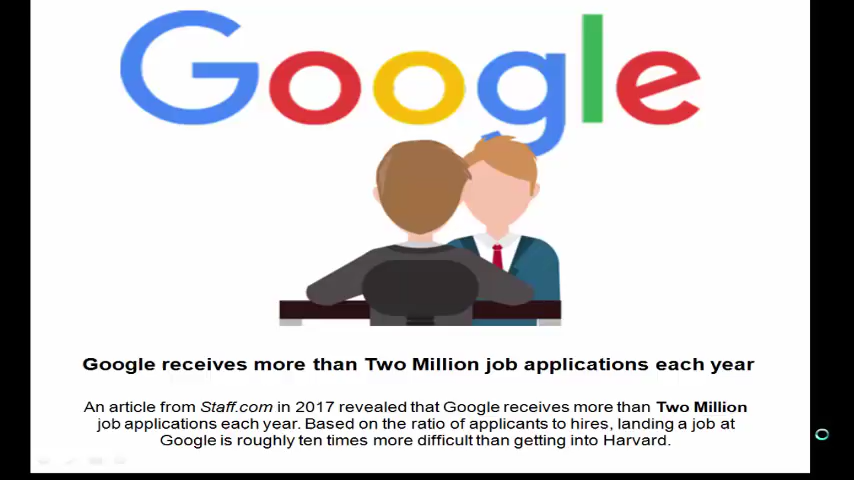 Google
Google receives more than Two Million job applications each year
An article from Staff.com in 2017 revealed that Google receives more than Two Million
job applications each year. Based on the ratio of applicants to hires, landing a job at
Google is roughly ten times more difficult than getting into Harvard.